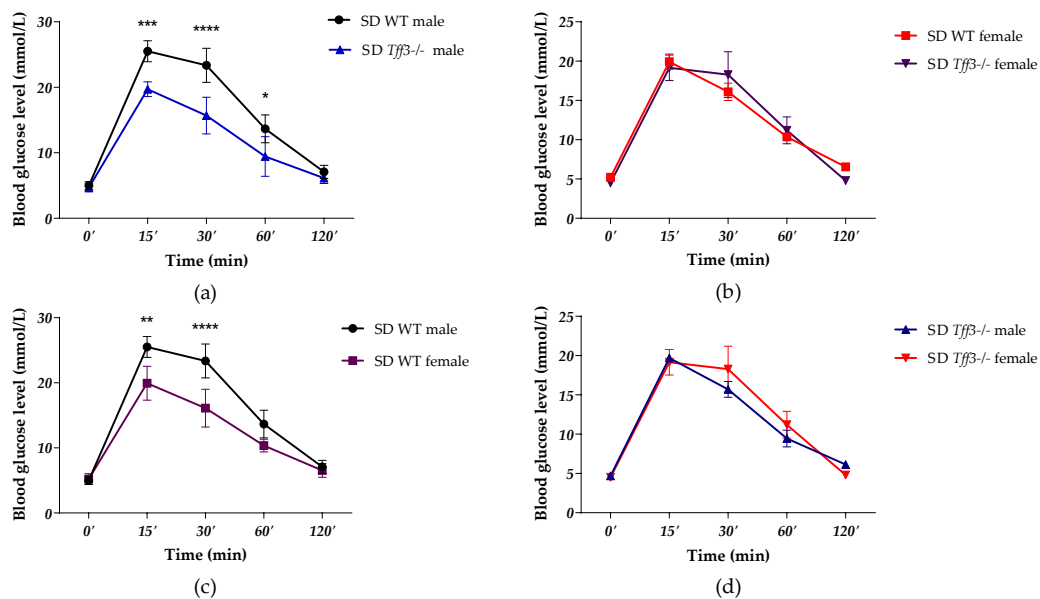 Blood glucose level (mmol/L)
30
20
10
0
***
****
*
SD WT male
SD Tff3-/- male
0′
15′
30′
60′
120′
Time (min)
(a)
Blood glucose level (mmol/L)
25
20
15
10
5
0
SD WT female
SD Tff3-/- female
0′
15′
30′
60′
120′
Time (min)
(b)
Blood glucose level (mmol/L)
30
20
10
0
**
****
SD WT male
SD WT female
0′
15′
30′
60′
120′
Time (min)
(c)
Blood glucose level (mmol/L)
25
20
15
10
5
0
SD Tff3-/- male
SD Tff3-/- female
0′
15′
30′
60′
120′
Time (min)
(d)